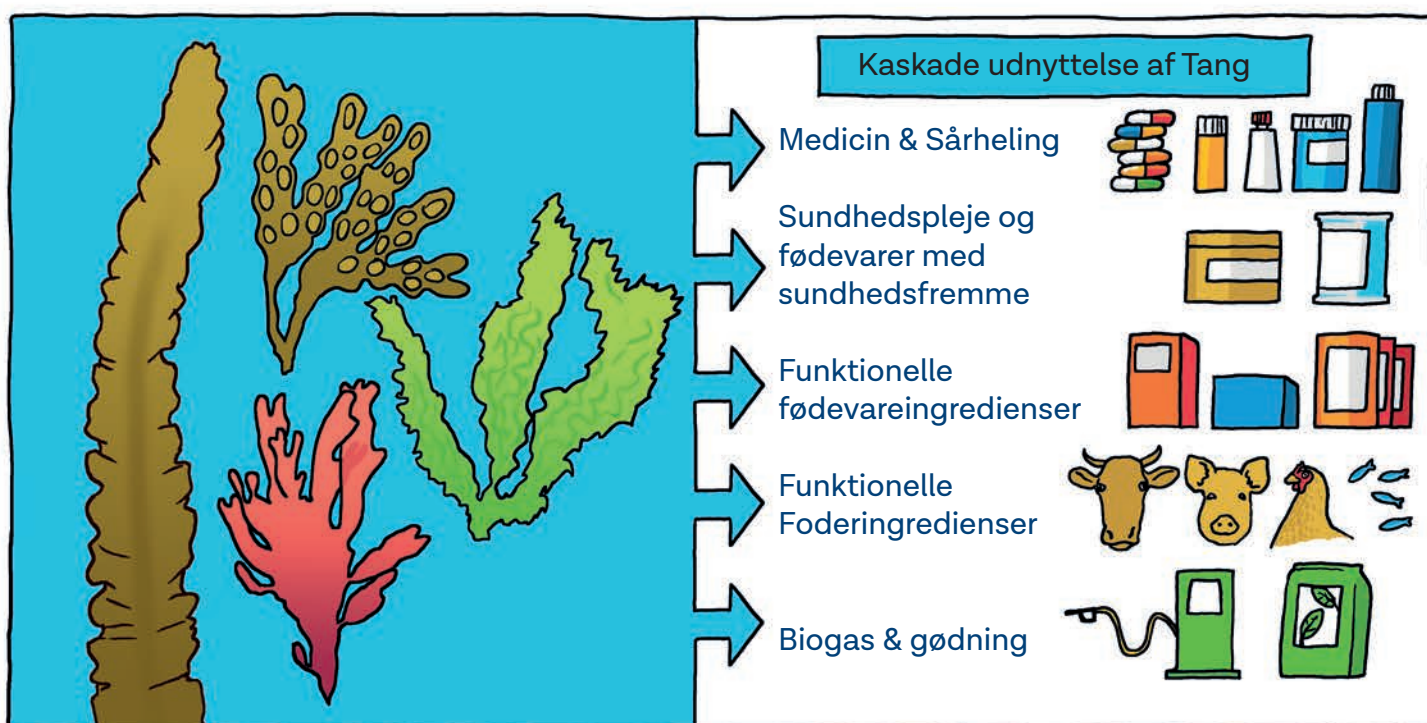 Kaskade udnyttelse af Tang
Medicin & Sårheling
Sundhedspleje og
fødevarer med
sundhedsfremme
Funktionelle
fødevareingredienser
Funktionelle
Foderingredienser
Biogas & gødning